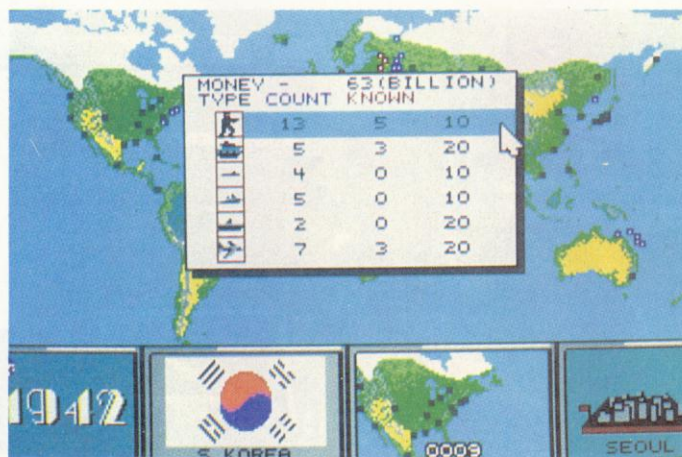 MONEY - 63(BILLION)
TYPE COUNT KNOWN
13 5 10
5 3 20
4 0 10
5 0 10
2 0 20
7 3 20
1942
S KOREA
0009
SEOUL